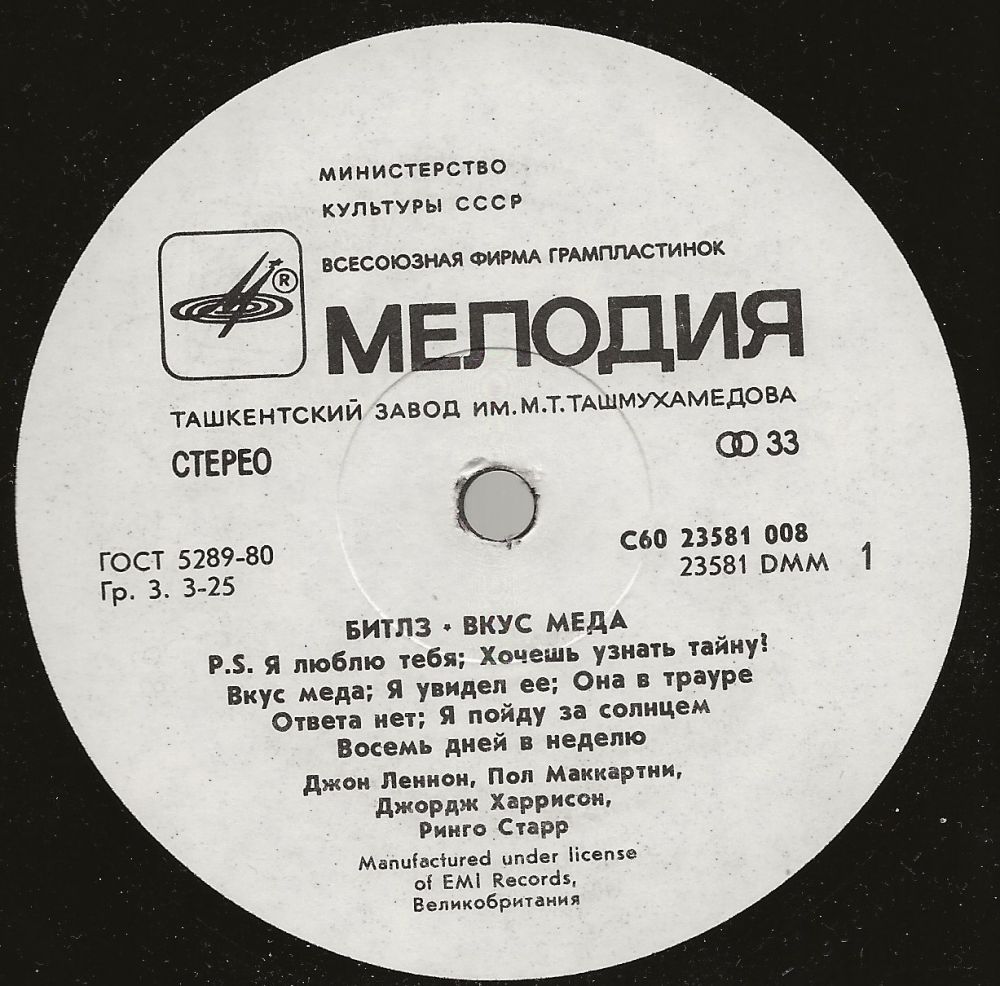 МИНИСТЕРСТВО
КУЛЬТУРЫ СССР
ВСЕСОЮЗНАЯ ФИРМА ГРАМПЛАСТИНОК
®
МЕЛОДИЯ
ТАШКЕНТСКИЙ ЗАВОД ИМ. М.Т. ТАШМУХАМЕДОВА
СТЕРЕО
33
ГОСТ 5289-80
Гр. 3. 3-25
С60 23581 008
23581 DMM
1
БИТЛЗ · ВКУС МЕДА
P.S. Я люблю тебя; Хочешь узнать тайну?
Вкус меда; Я увидел ее; Она в трауре
Ответа нет; Я пойду за солнцем
Восемь дней в неделю
Джон Леннон, Пол Маккартни,
Джордж Харрисон,
Ринго Старр
Manufactured under license
of EMI Records,
Великобритания